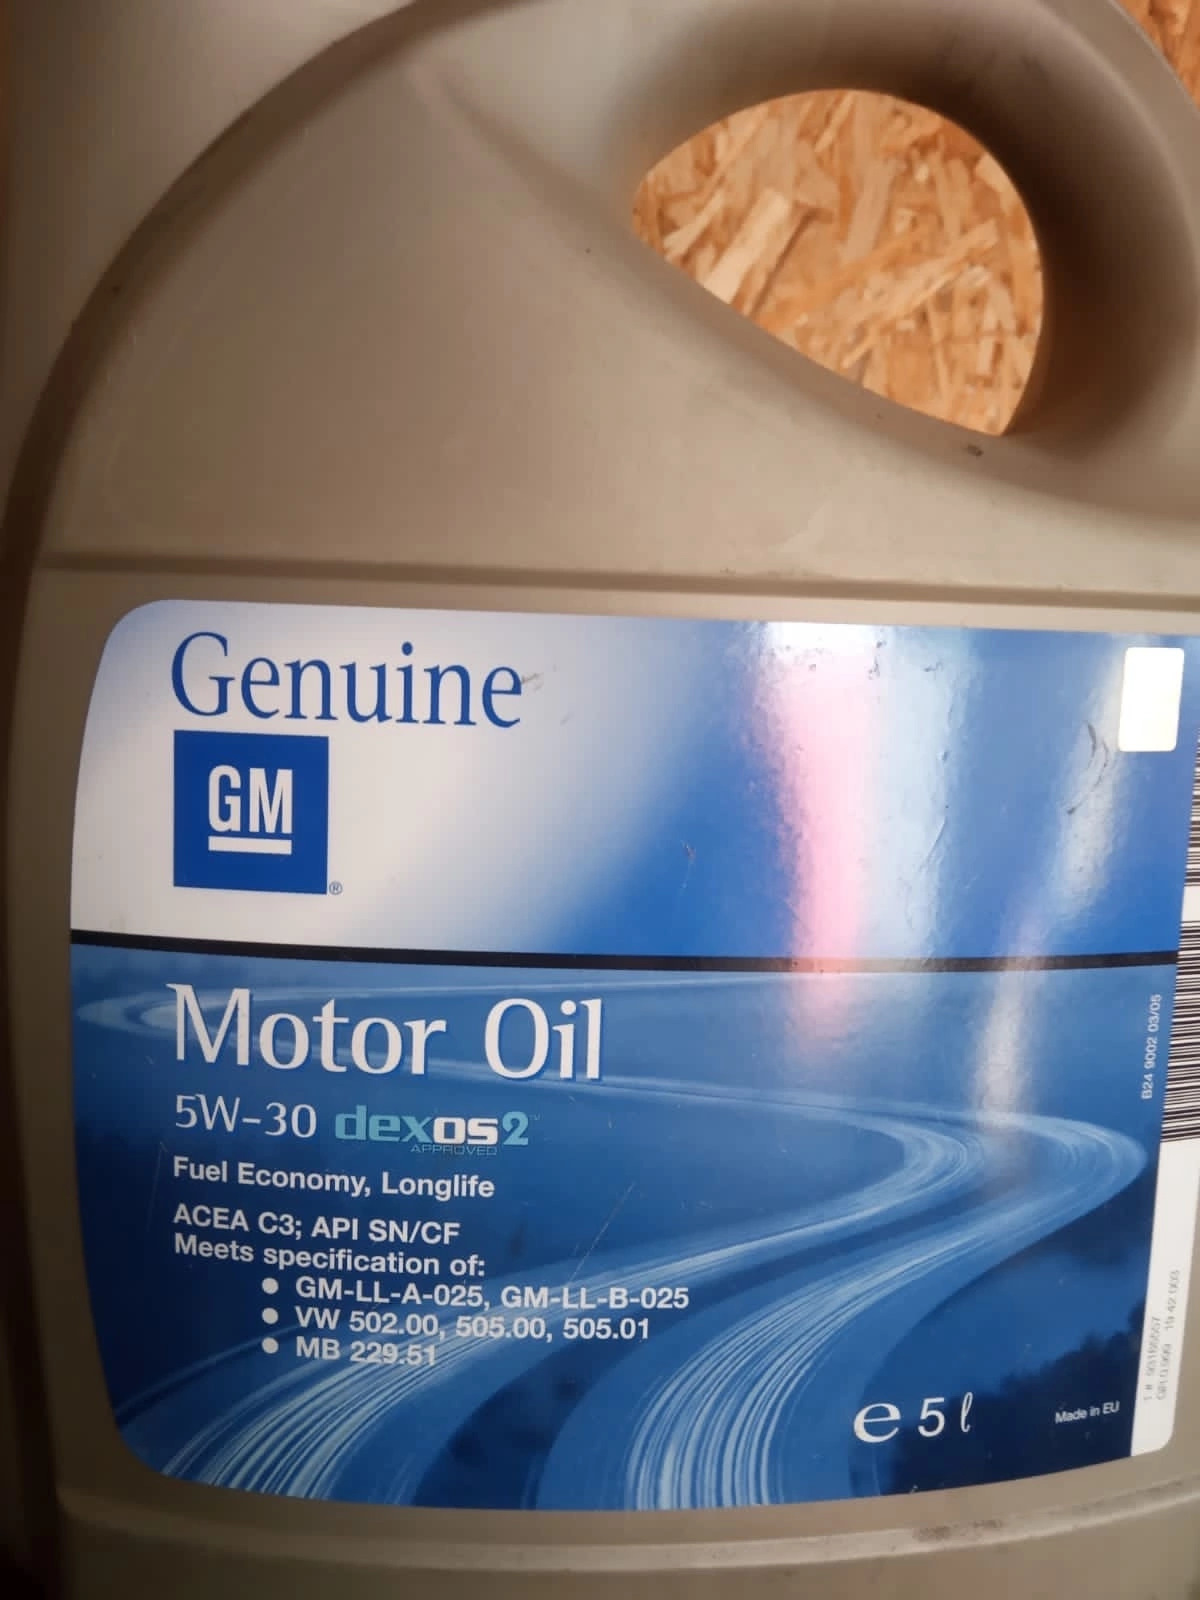 Genuine
GM
®
Motor Oil
5W-30 dexos2™
APPROVED
Fuel Economy, Longlife
ACEA C3; API SN/CF
Meets specification of:
● GM-LL-A-025, GM-LL-B-025
● VW 502.00, 505.00, 505.01
● MB 229.51
e 5 l
Made in EU
B24 9002 03/05